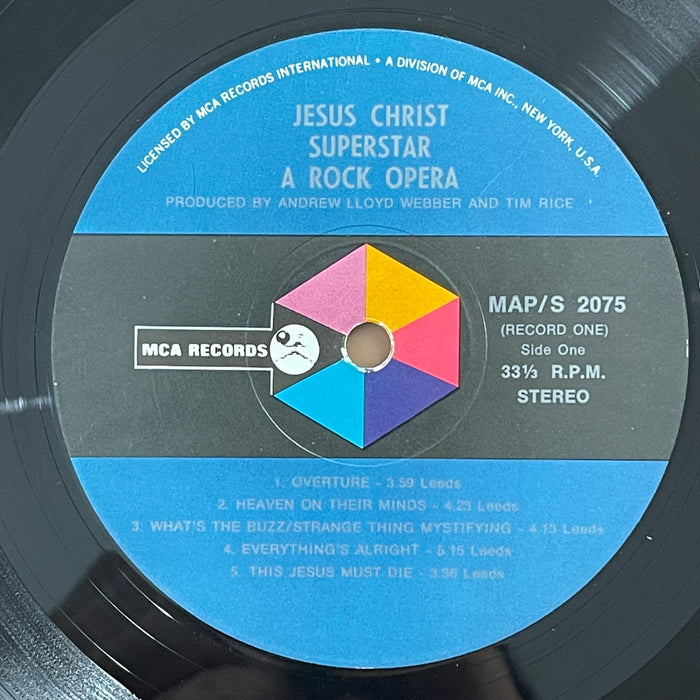 LICENSED BY MCA RECORDS INTERNATIONAL • A DIVISION OF MCA INC., NEW YORK, U.S.A.
JESUS CHRIST
SUPERSTAR
A ROCK OPERA
PRODUCED BY ANDREW LLOYD WEBBER AND TIM RICE
MCA RECORDS
MAP/S 2075
(RECORD ONE)
Side One
33⅓ R.P.M.
STEREO
1. OVERTURE - 3.59 Leeds
2. HEAVEN ON THEIR MINDS - 4.23 Leeds
3. WHAT'S THE BUZZ/STRANGE THING MYSTIFYING - 4.13 Leeds
4. EVERYTHING'S ALRIGHT - 5.15 Leeds
5. THIS JESUS MUST DIE - 3.36 Leeds